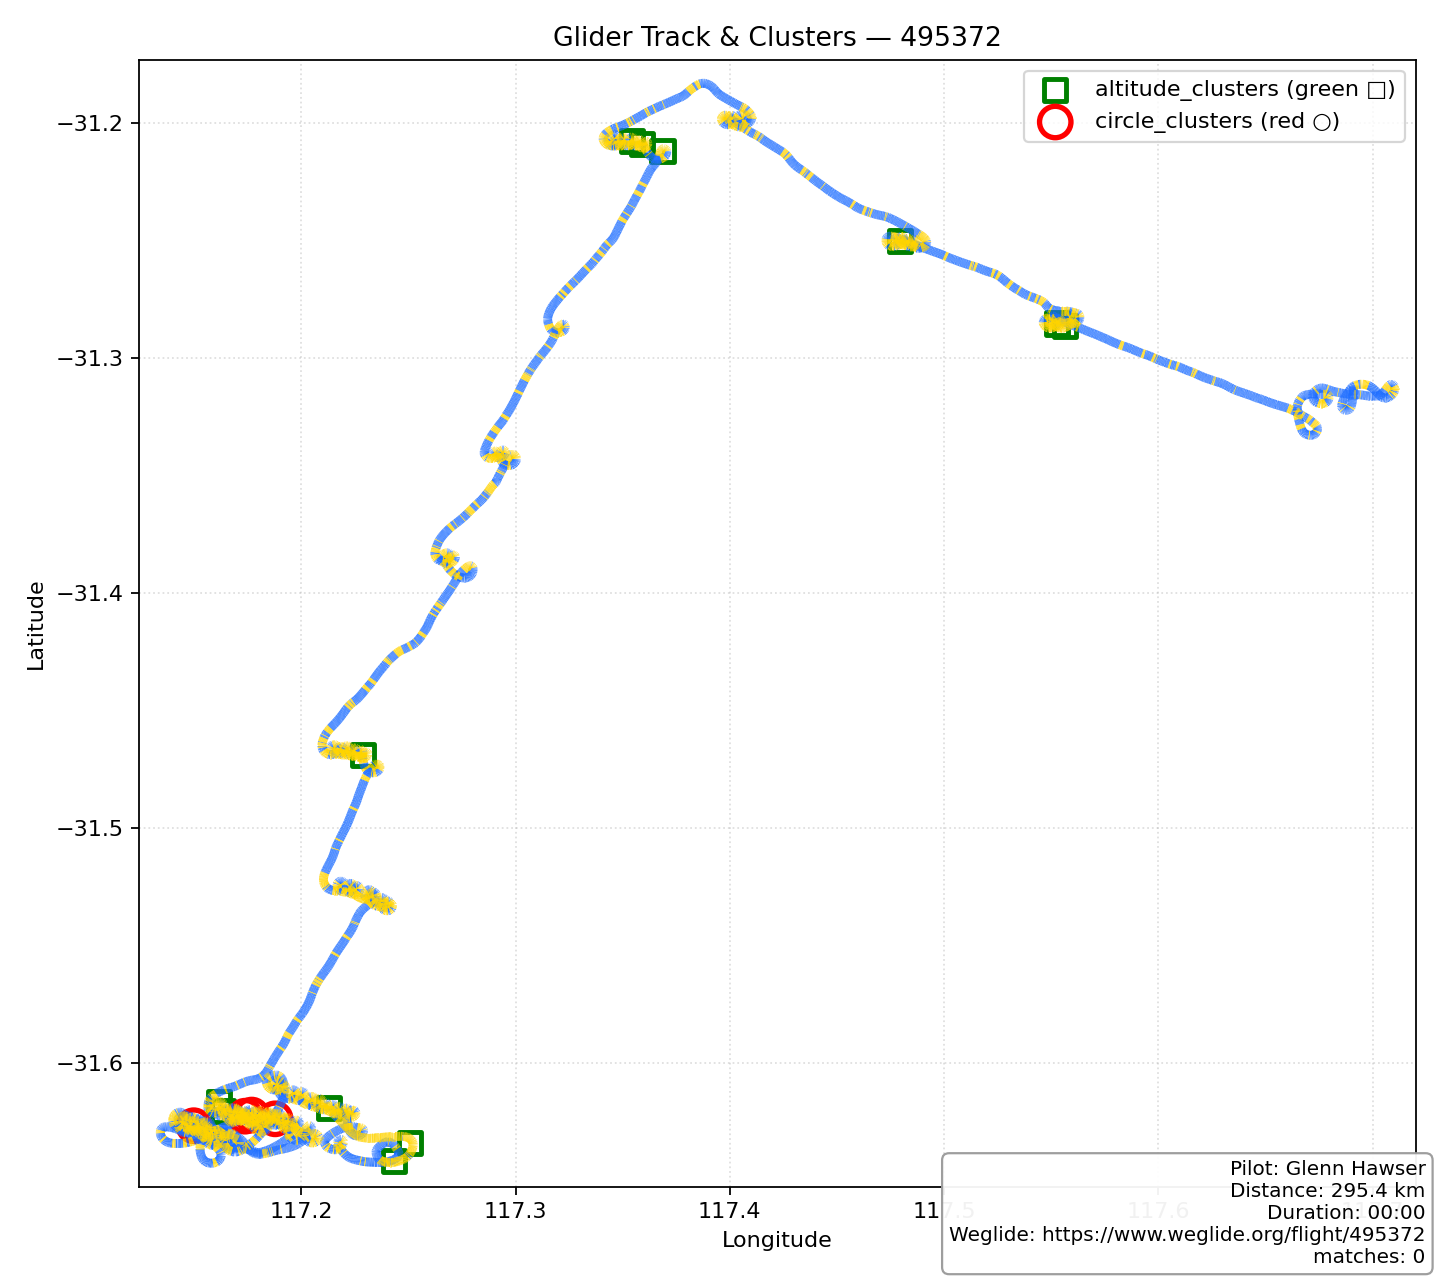 Glider Track & Clusters — 495372
altitude_clusters (green □)
circle_clusters (red ○)
−31.2
−31.3
−31.4
−31.5
−31.6
Latitude
117.2
117.3
117.4
117.5
117.6
Longitude
Pilot: Glenn Hawser
Distance: 295.4 km
Duration: 00:00
Weglide: https://www.weglide.org/flight/495372
matches: 0